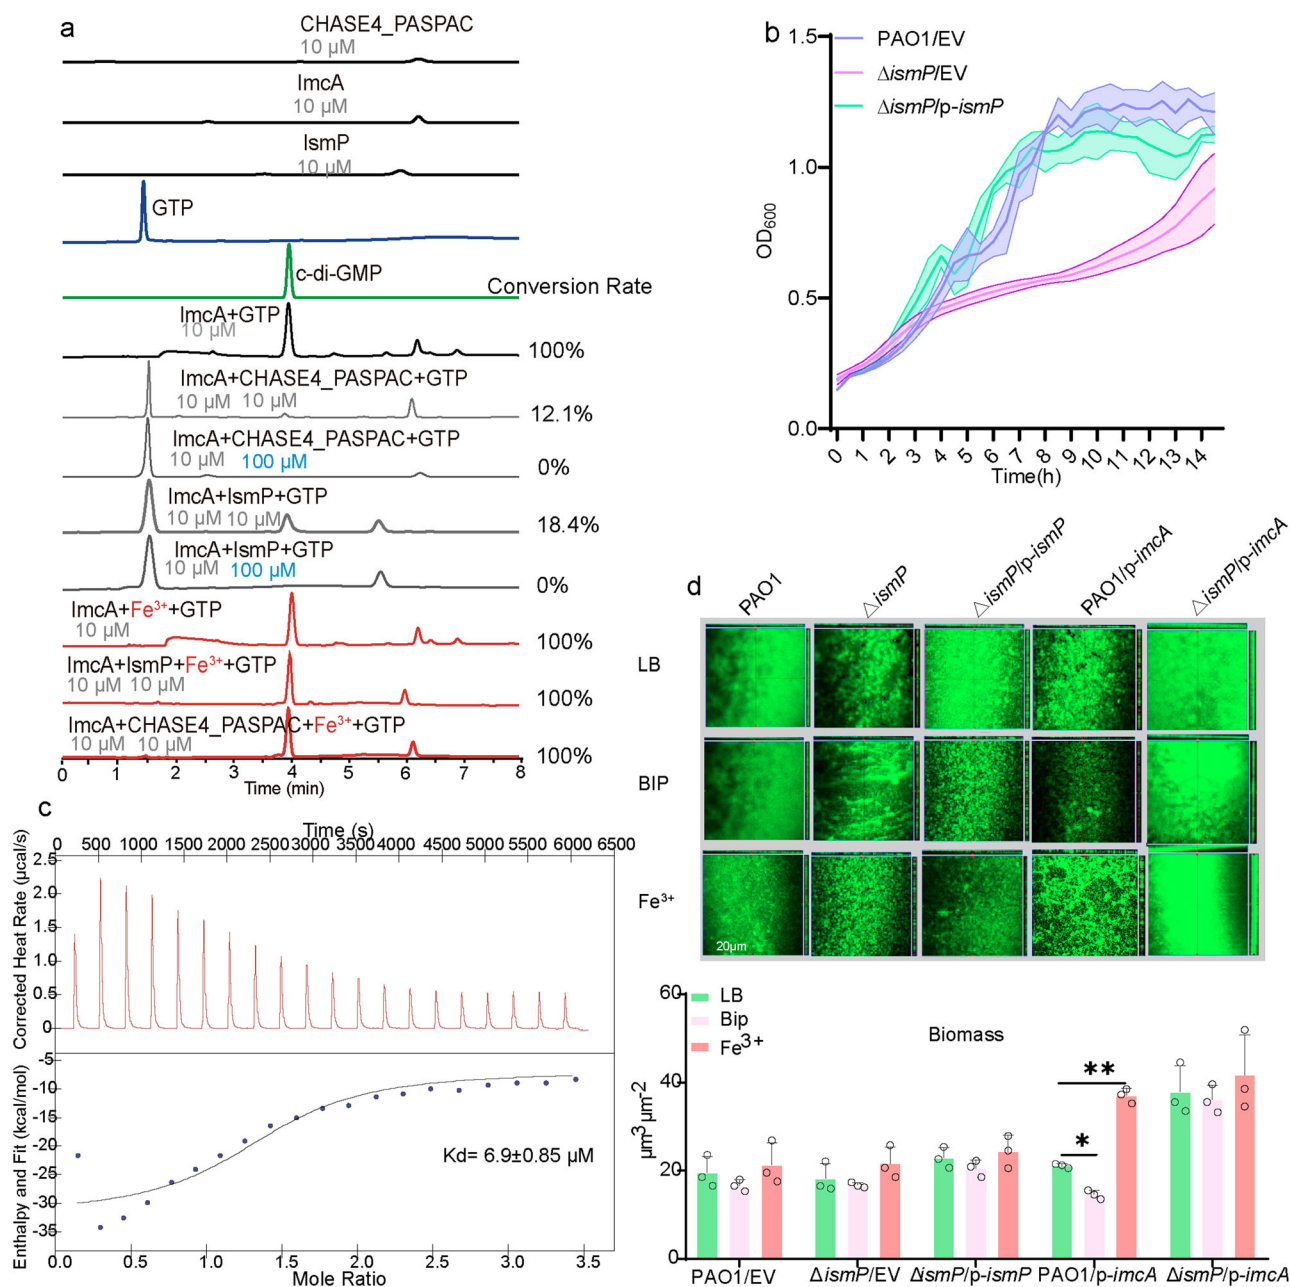 a
CHASE4_PASPAC
10 μM
ImcA
10 μM
IsmP
10 μM
GTP
c-di-GMP
Conversion Rate
ImcA+GTP
10 μM
100%
ImcA+CHASE4_PASPAC+GTP
10 μM 10 μM
12.1%
ImcA+CHASE4_PASPAC+GTP
10 μM 100 μM
0%
ImcA+IsmP+GTP
10 μM 10 μM
18.4%
ImcA+IsmP+GTP
10 μM 100 μM
0%
ImcA+Fe³⁺+GTP
10 μM
100%
ImcA+IsmP+Fe³⁺+GTP
10 μM 10 μM
100%
ImcA+CHASE4_PASPAC+Fe³⁺+GTP
10 μM 10 μM
100%
0 1 2 3 4 5 6 7 8
Time (min)
b
PAO1/EV
ΔismP/EV
ΔismP/p-ismP
OD₆₀₀
1.5
1.0
0.5
0.0
0 1 2 3 4 5 6 7 8 9 10 11 12 13 14
Time(h)
c
Time (s)
0 500 1000 1500 2000 2500 3000 3500 4000 4500 5000 5500 6000 6500
Corrected Heat Rate (μcal/s)
2.5
2.0
1.5
1.0
0.5
0
Enthalpy and Fit (kcal/mol)
-5
-10
-15
-20
-25
-30
-35
Kd= 6.9±0.85 μM
0.0 0.5 1.0 1.5 2.0 2.5 3.0 3.5
Mole Ratio
d
PAO1
△ismP
△ismP/p-ismP
PAO1/p-imcA
△ismP/p-imcA
LB
BIP
Fe³⁺
20μm
LB
Bip
Fe³⁺
Biomass
μm³ μm⁻²
60
40
20
0
**
*
PAO1/EV ΔismP/EV ΔismP/p-ismP PAO1/p-imcA ΔismP/p-imcA